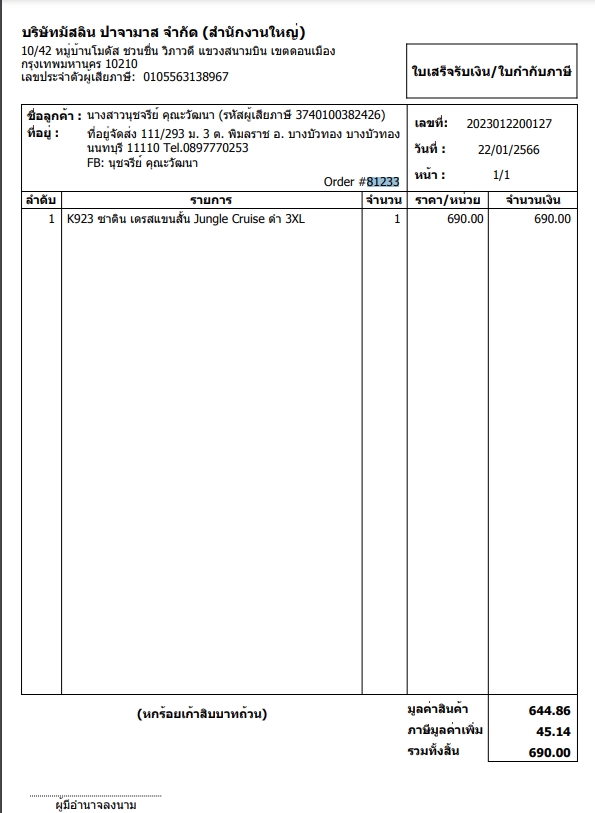 บริษัทมัสลิน ปาจามาส จำกัด (สำนักงานใหญ่)
10/42 หมู่บ้านโมดัส ชวนชื่น วิภาวดี แขวงสนามบิน เขตดอนเมือง
กรุงเทพมหานคร 10210
เลขประจำตัวผู้เสียภาษี: 0105563138967
ใบเสร็จรับเงิน/ใบกำกับภาษี
ชื่อลูกค้า : นางสาวนุชจรีย์ คุณะวัฒนา (รหัสผู้เสียภาษี 3740100382426)
ที่อยู่ : ที่อยู่จัดส่ง 111/293 ม. 3 ต. พิมลราช อ. บางบัวทอง บางบัวทอง
นนทบุรี 11110 Tel.0897770253
FB: นุชจรีย์ คุณะวัฒนา
Order #81233
เลขที่: 2023012200127
วันที่ : 22/01/2566
หน้า : 1/1
ลำดับ รายการ จำนวน ราคา/หน่วย จำนวนเงิน
1 K923 ซาติน เดรสแขนสั้น Jungle Cruise ดำ 3XL 1 690.00 690.00
(หกร้อยเก้าสิบบาทถ้วน)
มูลค่าสินค้า 644.86
ภาษีมูลค่าเพิ่ม 45.14
รวมทั้งสิ้น 690.00
ผู้มีอำนาจลงนาม